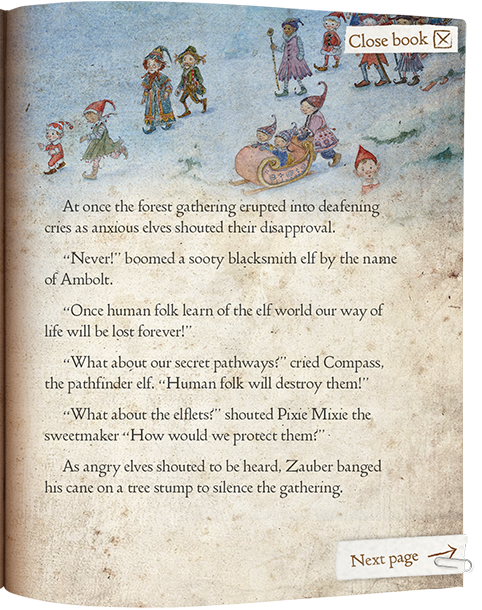 Close book
At once the forest gathering erupted into deafening
cries as anxious elves shouted their disapproval.
“Never!” boomed a sooty blacksmith elf by the name
of Ambolt.
“Once human folk learn of the elf world our way of
life will be lost forever!”
“What about our secret pathways?” cried Compass,
the pathfinder elf. “Human folk will destroy them!”
“What about the elflets?” shouted Pixie Mixie the
sweetmaker “How would we protect them?”
As angry elves shouted to be heard, Zauber banged
his cane on a tree stump to silence the gathering.
Next page